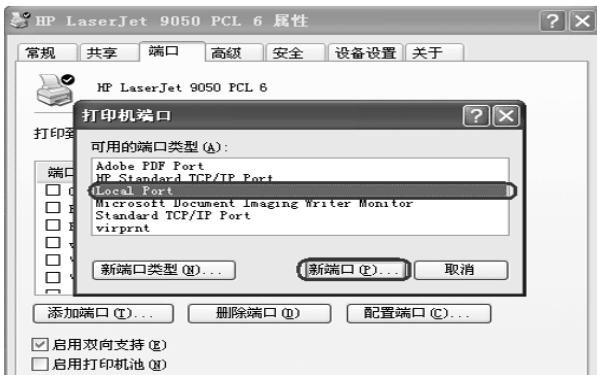 HP LaserJet 9050 PCL 6 属性
常规 共享 端口 高级 安全 设备设置 关于
HP LaserJet 9050 PCL 6
打印机端口
可用的端口类型(A):
Adobe PDF Port
HP Standard TCP/IP Port
Local Port
Microsoft Document Imaging Writer Monitor
Standard TCP/IP Port
virprnt
新端口类型(N)... 新端口(P)... 取消
添加端口(T)... 删除端口(D) 配置端口(C)...
启用双向支持(E)
启用打印机池(N)